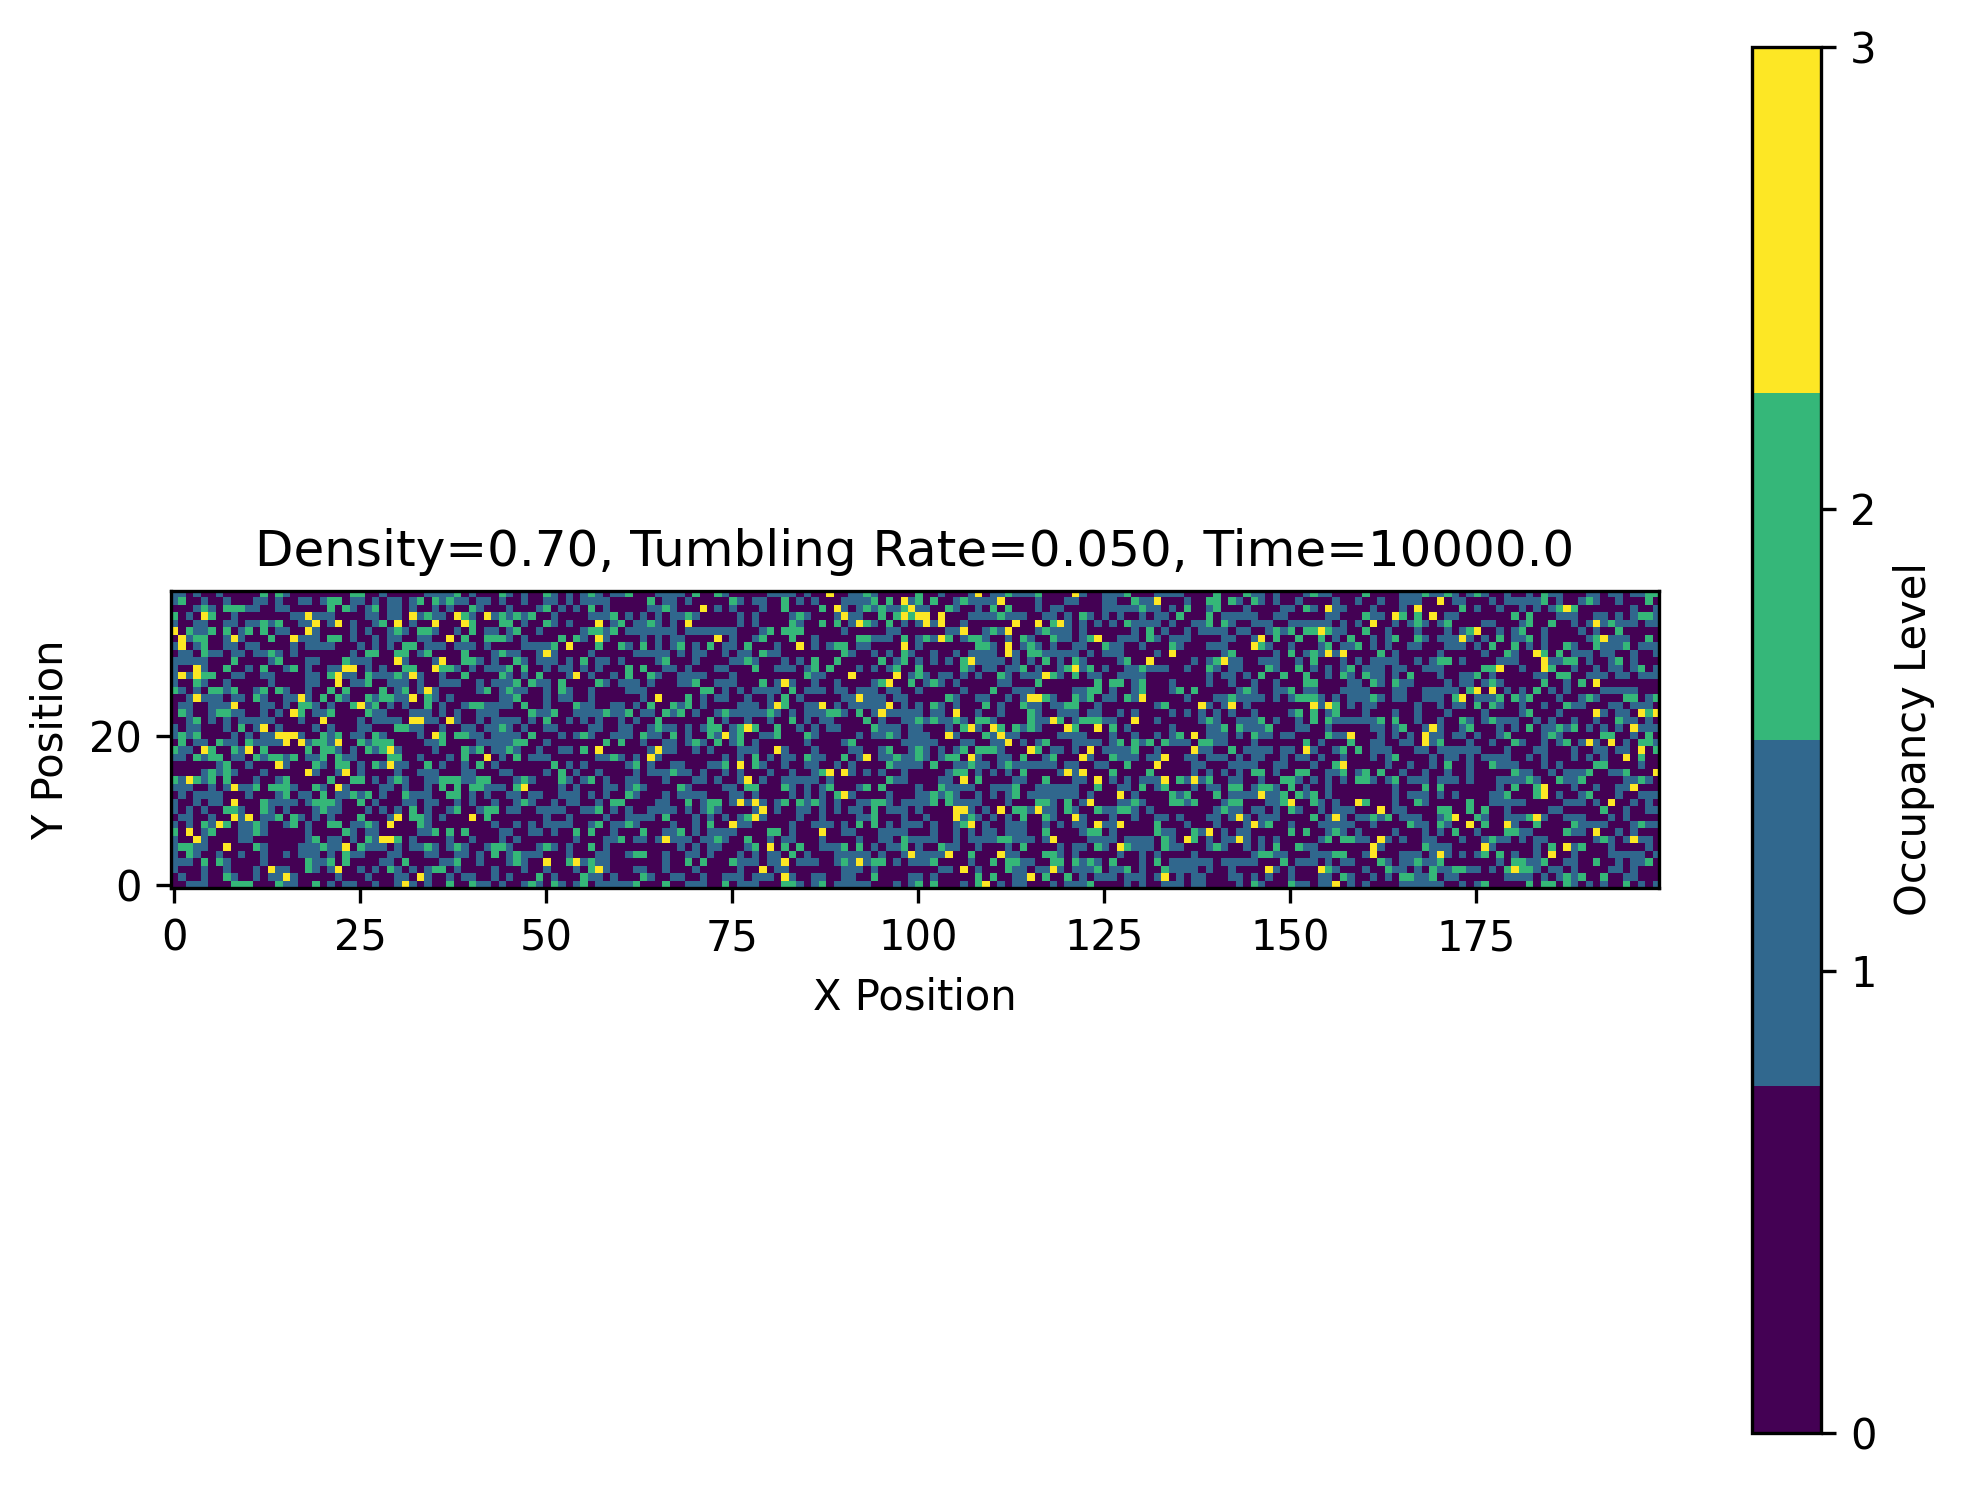 Density=0.70, Tumbling Rate=0.050, Time=10000.0
Y Position
20
0
0 25 50 75 100 125 150 175
X Position
3
2
1
0
Occupancy Level